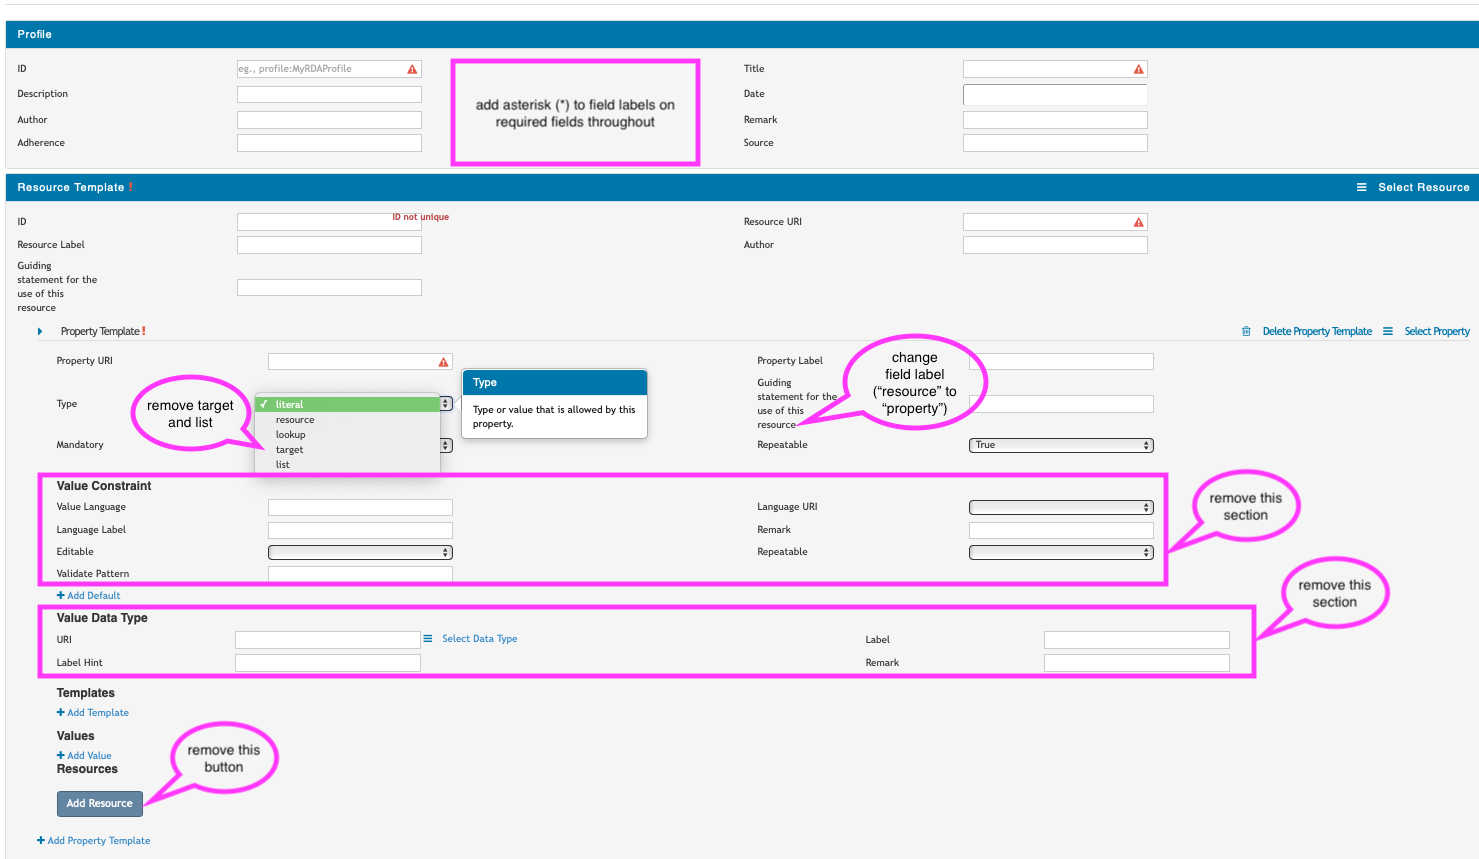 Profile
ID
eg., profile:MyRDAProfile
Title
Description
Date
Author
Remark
Adherence
Source
add asterisk (*) to field labels on
required fields throughout
Resource Template !
Select Resource
ID
ID not unique
Resource URI
Resource Label
Author
Guiding
statement for the
use of this
resource
Property Template !
Delete Property Template
Select Property
Property URI
Property Label
change
field label
("resource" to
"property")
Type
remove target
and list
✓ literal
resource
lookup
target
list
Type
Type or value that is allowed by this
property.
Guiding
statement for the
use of this
resource
Mandatory
Repeatable
True
Value Constraint
Value Language
Language URI
Language Label
Remark
Editable
Repeatable
Validate Pattern
remove this
section
+ Add Default
Value Data Type
URI
Select Data Type
Label
Label Hint
Remark
remove this
section
Templates
+ Add Template
Values
+ Add Value
Resources
remove this
button
Add Resource
+ Add Property Template